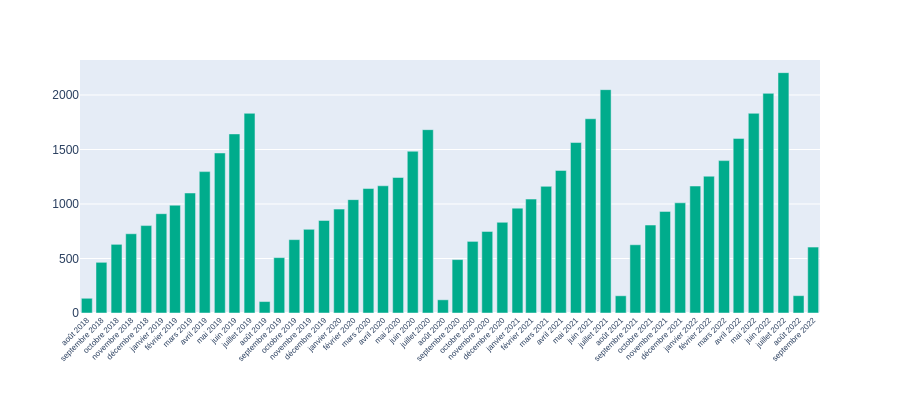 2000
1500
1000
500
0
août 2018
septembre 2018
octobre 2018
novembre 2018
décembre 2018
janvier 2019
février 2019
mars 2019
avril 2019
mai 2019
juin 2019
juillet 2019
août 2019
septembre 2019
octobre 2019
novembre 2019
décembre 2019
janvier 2020
février 2020
mars 2020
avril 2020
mai 2020
juin 2020
juillet 2020
août 2020
septembre 2020
octobre 2020
novembre 2020
décembre 2020
janvier 2021
février 2021
mars 2021
avril 2021
mai 2021
juin 2021
juillet 2021
août 2021
septembre 2021
octobre 2021
novembre 2021
décembre 2021
janvier 2022
février 2022
mars 2022
avril 2022
mai 2022
juin 2022
juillet 2022
août 2022
septembre 2022